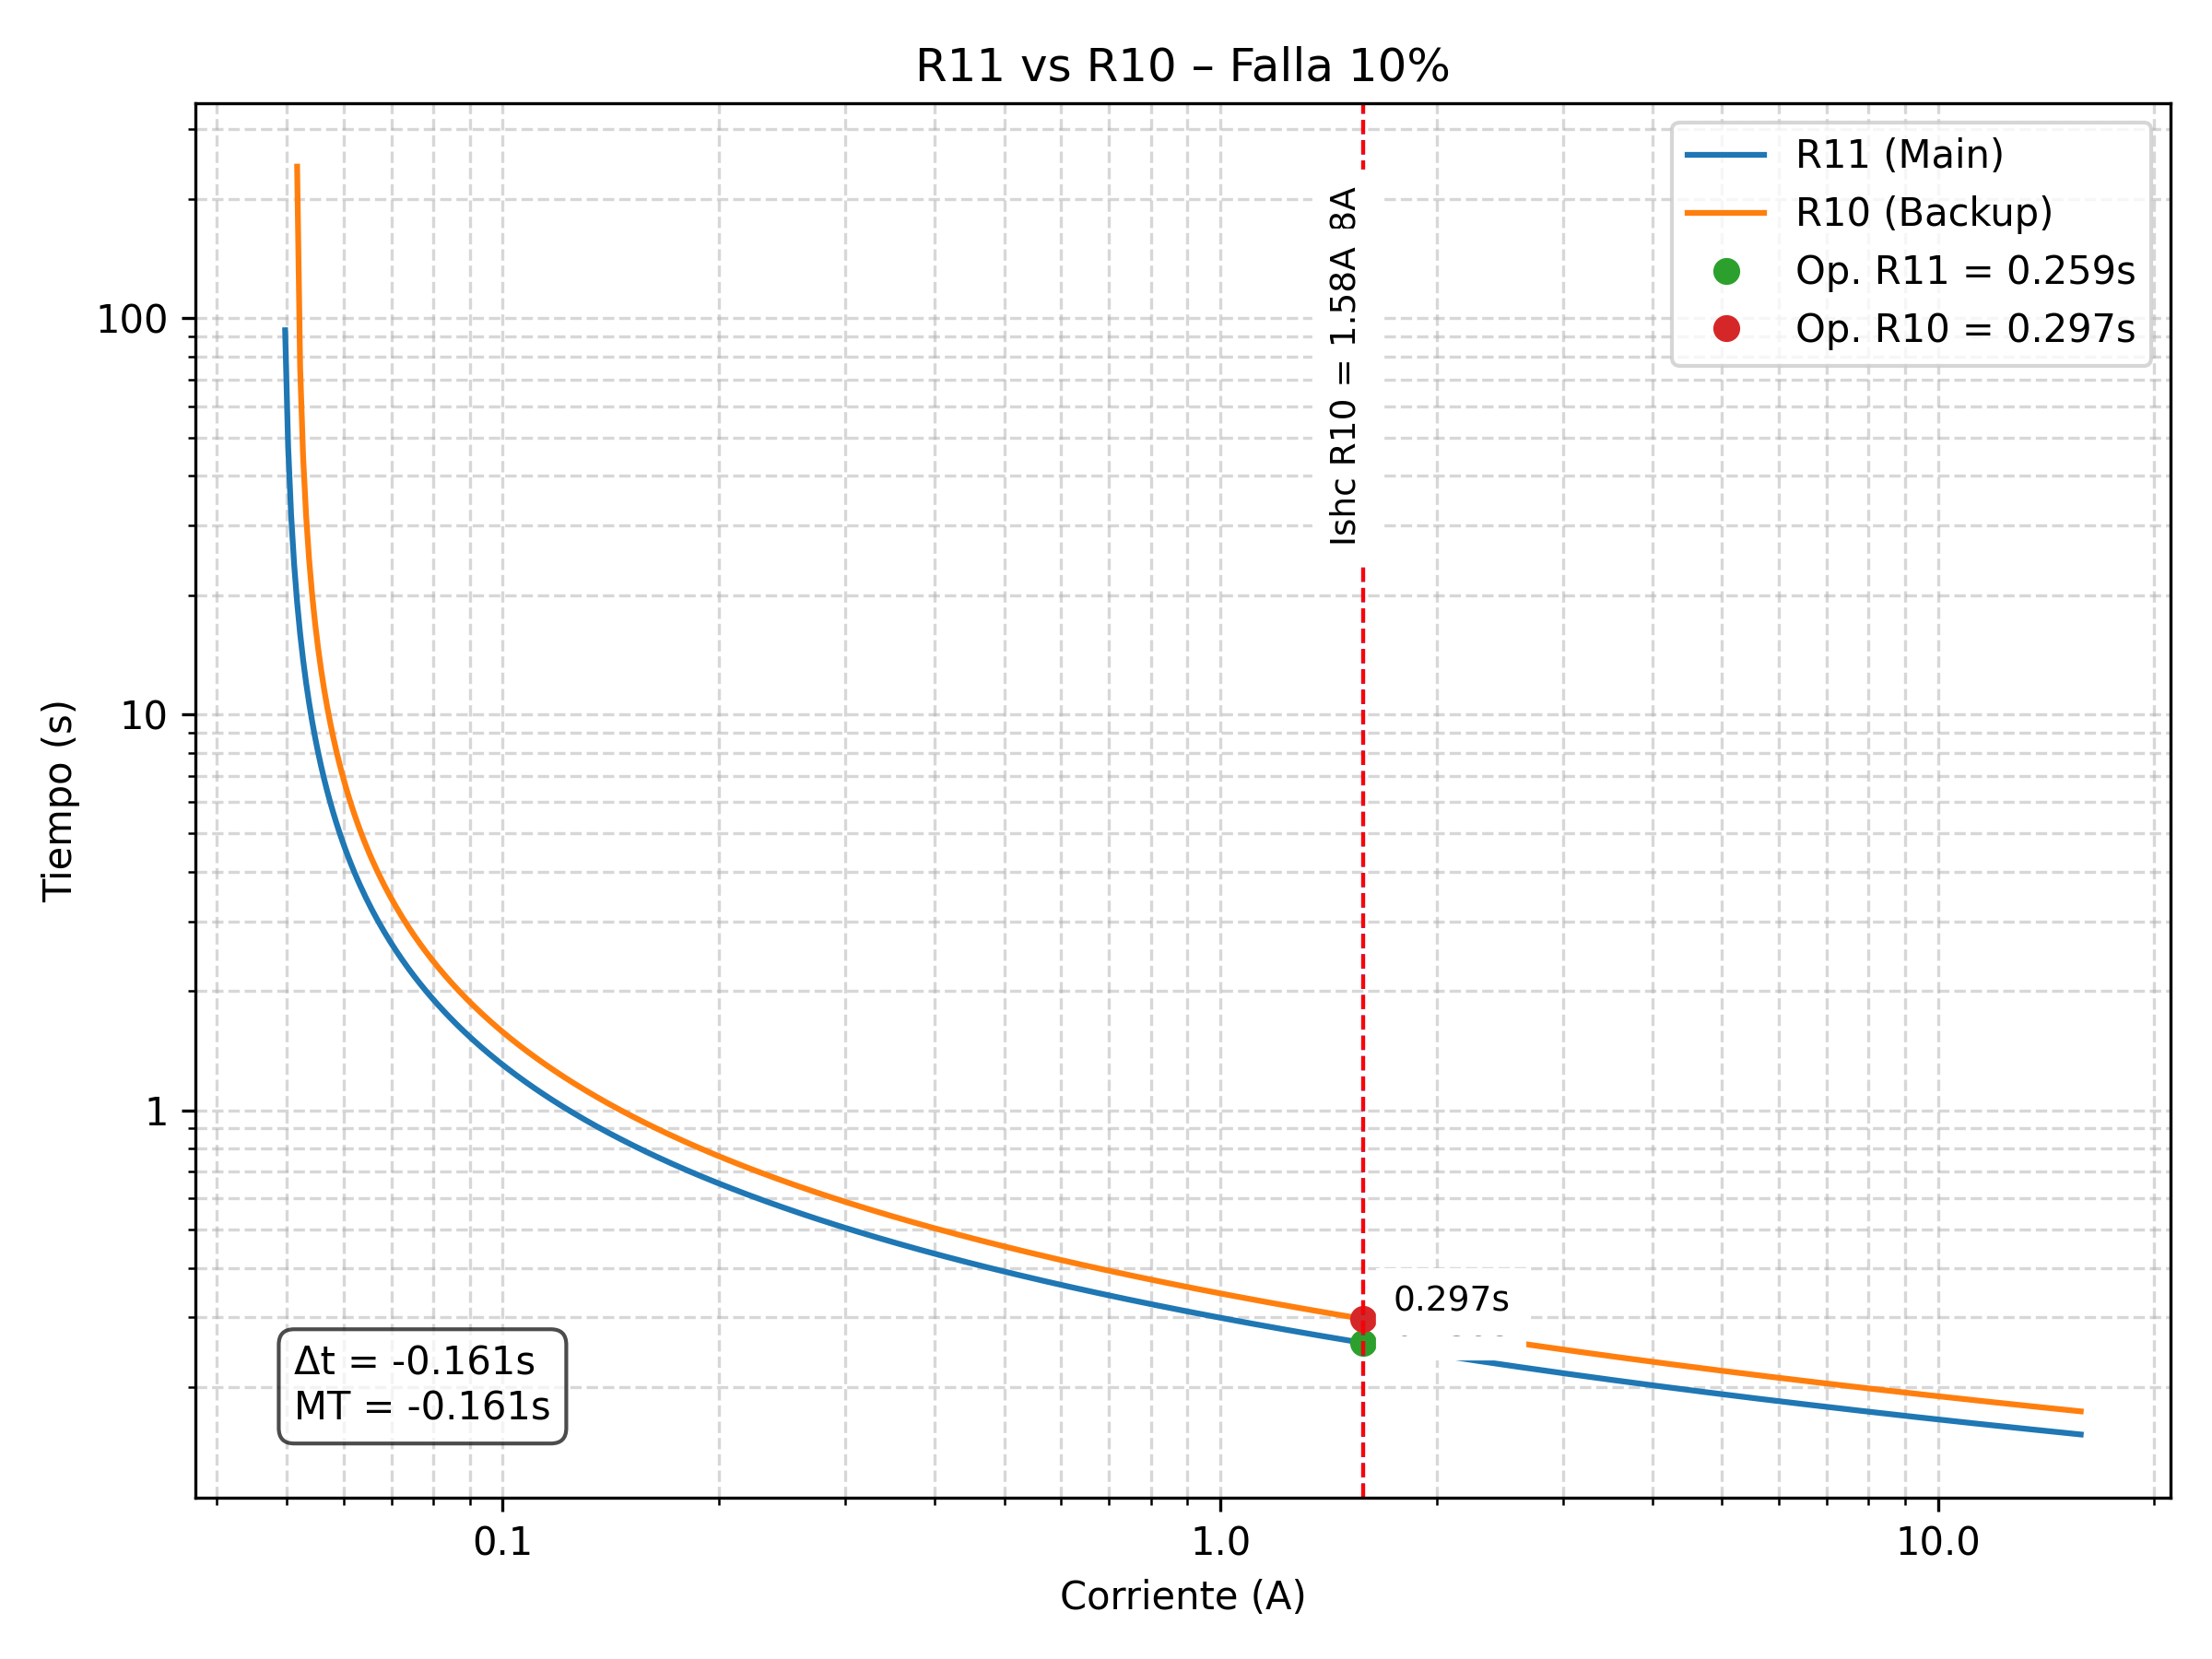 R11 vs R10 – Falla 10%
R11 (Main)
R10 (Backup)
Op. R11 = 0.259s
Op. R10 = 0.297s
8A
Ishc R10 = 1.58A
100
10
1
Tiempo (s)
0.297s
Δt = -0.161s
MT = -0.161s
0.1
1.0
10.0
Corriente (A)